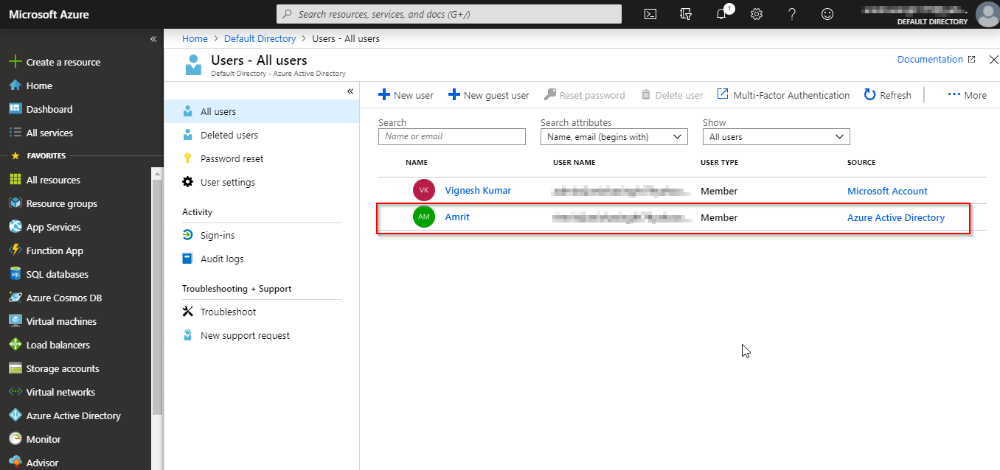 Microsoft Azure
Search resources, services, and docs (G+/)
1
DEFAULT DIRECTORY
«
Create a resource
Home
Dashboard
All services
FAVORITES
All resources
Resource groups
App Services
Function App
SQL databases
Azure Cosmos DB
Virtual machines
Load balancers
Storage accounts
Virtual networks
Azure Active Directory
Monitor
Advisor
Home > Default Directory > Users - All users
Users - All users
Default Directory - Azure Active Directory
Documentation
«
All users
Deleted users
Password reset
User settings
Activity
Sign-ins
Audit logs
Troubleshooting + Support
Troubleshoot
New support request
New user New guest user Reset password Delete user Multi-Factor Authentication Refresh ••• More
Search Search attributes Show
Name or email Name, email (begins with) All users
NAME USER NAME USER TYPE SOURCE
VK Vignesh Kumar Member Microsoft Account
AM Amrit Member Azure Active Directory